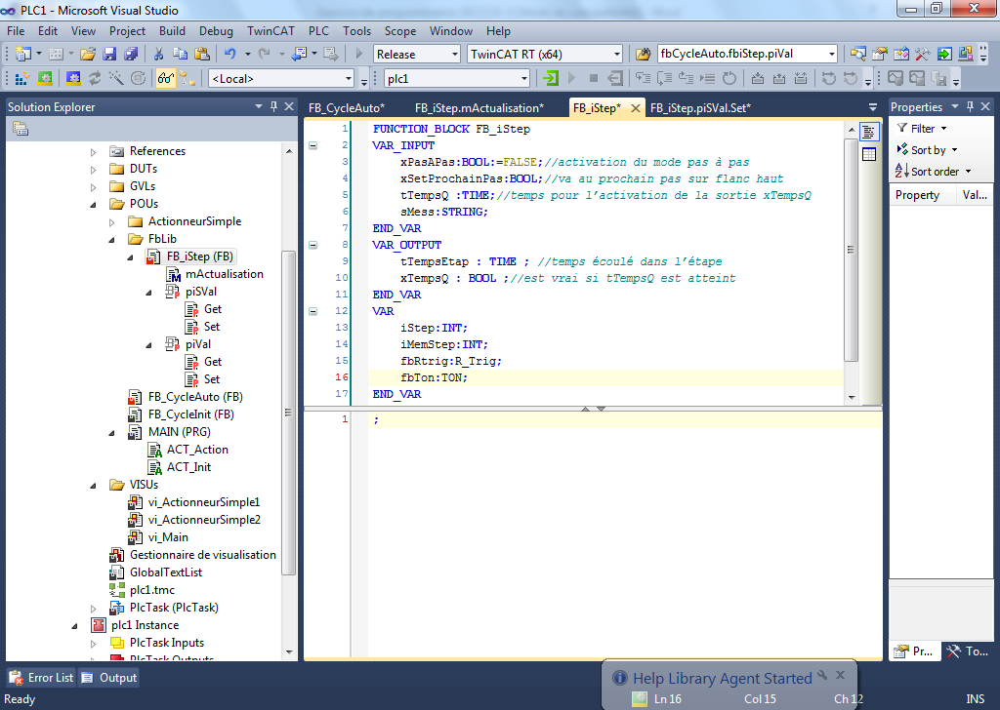 PLC1 - Microsoft Visual Studio
File Edit View Project Build Debug TwinCAT PLC Tools Scope Window Help
Release TwinCAT RT (x64) fbCycleAuto.fbiStep.piVal
<Local> plc1
Solution Explorer
References
DUTs
GVLs
POUs
ActionneurSimple
FbLib
FB_iStep (FB)
mActualisation
piSVal
Get
Set
piVal
Get
Set
FB_CycleAuto (FB)
FB_CycleInit (FB)
MAIN (PRG)
ACT_Action
ACT_Init
VISUs
vi_ActionneurSimple1
vi_ActionneurSimple2
vi_Main
Gestionnaire de visualisation
GlobalTextList
plc1.tmc
PlcTask (PlcTask)
plc1 Instance
PlcTask Inputs
PlcTask Outputs
FB_CycleAuto* FB_iStep.mActualisation* FB_iStep* FB_iStep.piSVal.Set*
1 FUNCTION_BLOCK FB_iStep
2 VAR_INPUT
3 xPasAPas:BOOL:=FALSE;//activation du mode pas à pas
4 xSetProchainPas:BOOL;//va au prochain pas sur flanc haut
5 tTempsQ :TIME;//temps pour l'activation de la sortie xTempsQ
6 sMess:STRING;
7 END_VAR
8 VAR_OUTPUT
9 tTempsEtap : TIME ; //temps écoulé dans l'étape
10 xTempsQ : BOOL ;//est vrai si tTempsQ est atteint
11 END_VAR
12 VAR
13 iStep:INT;
14 iMemStep:INT;
15 fbRtrig:R_Trig;
16 fbTon:TON;
17 END_VAR
1 ;
Properties
Filter
Sort by
Sort order
Property Val...
Pr... To...
Error List Output
Help Library Agent Started
Ready Ln 16 Col 15 Ch 12 INS